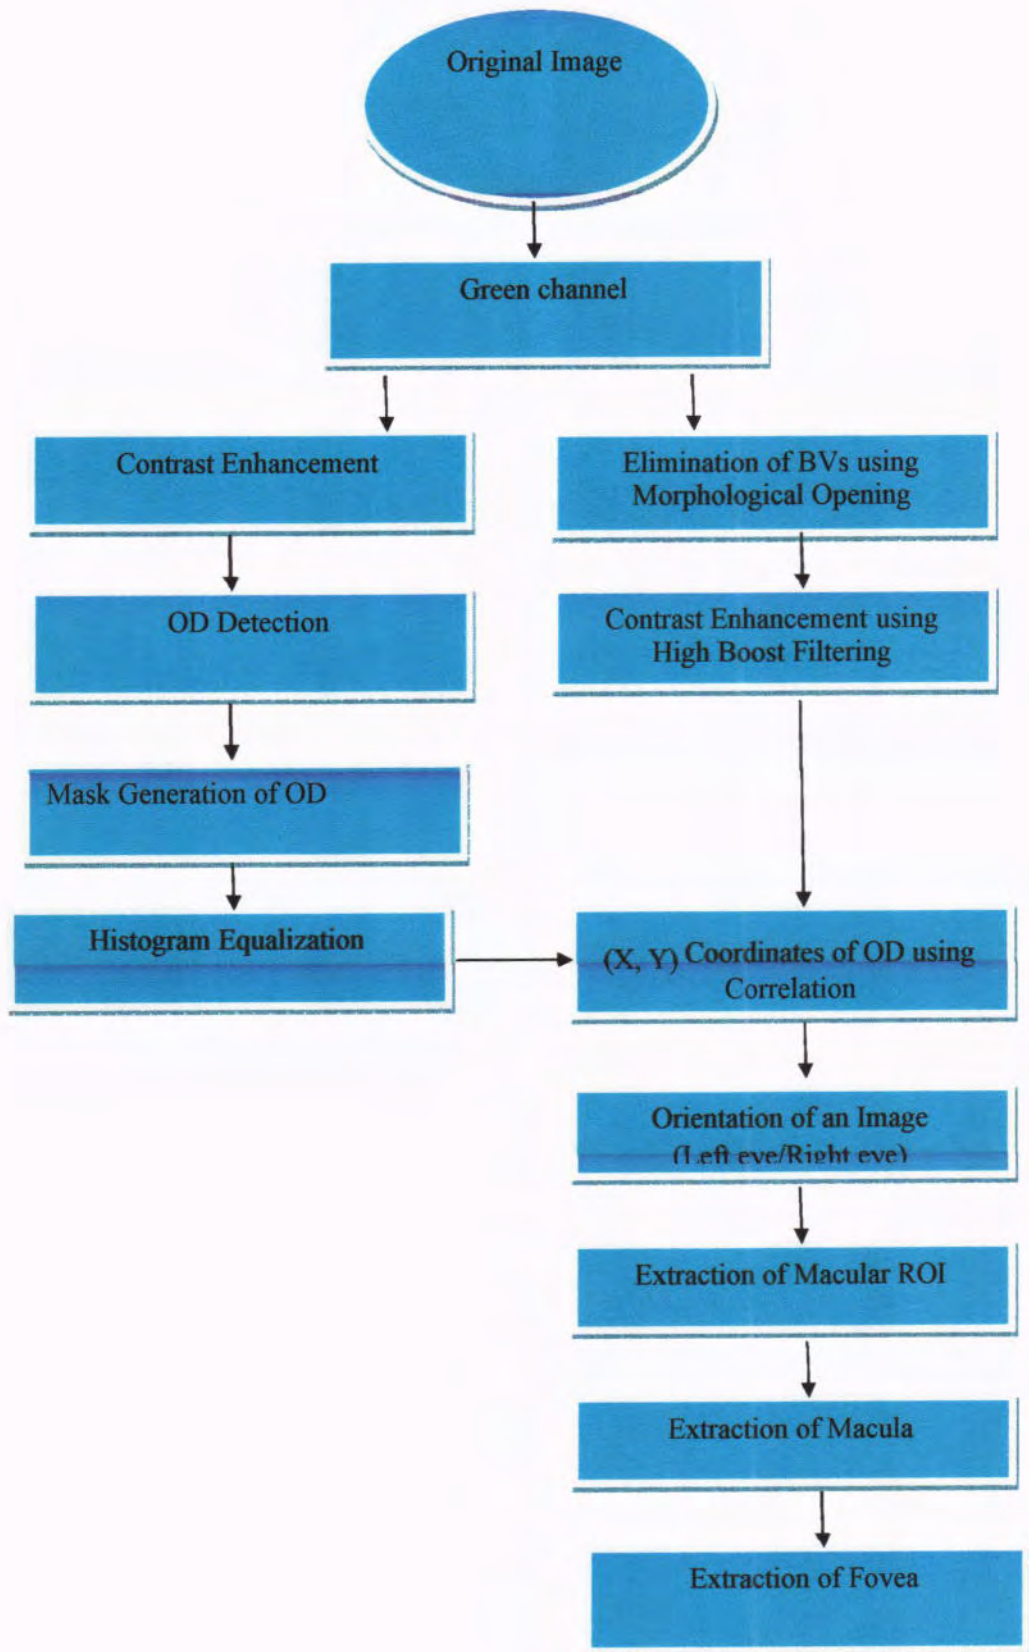 Original Image
Green channel
Contrast Enhancement
Elimination of BVs using
Morphological Opening
OD Detection
Contrast Enhancement using
High Boost Filtering
Mask Generation of OD
Histogram Equalization
(X, Y) Coordinates of OD using
Correlation
Orientation of an Image
(Left eye/Right eye)
Extraction of Macular ROI
Extraction of Macula
Extraction of Fovea